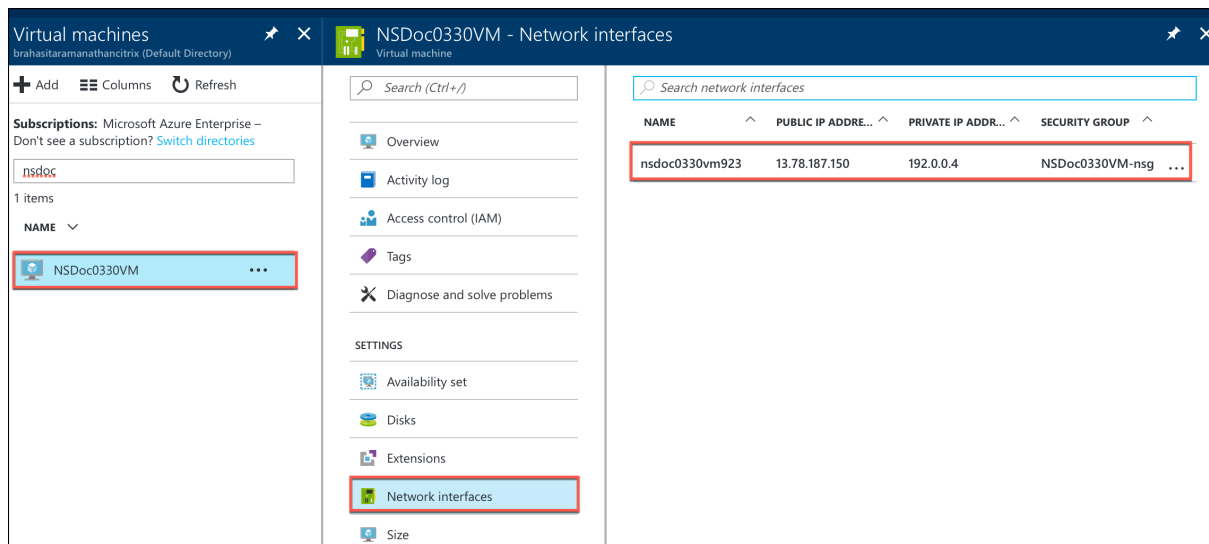 Virtual machines
brahasitaramanathancitrix (Default Directory)
Add Columns Refresh
Subscriptions: Microsoft Azure Enterprise –
Don't see a subscription? Switch directories
nsdoc
1 items
NAME
NSDoc0330VM
NSDoc0330VM - Network interfaces
Virtual machine
Search (Ctrl+/)
Overview
Activity log
Access control (IAM)
Tags
Diagnose and solve problems
SETTINGS
Availability set
Disks
Extensions
Network interfaces
Size
Search network interfaces
NAME PUBLIC IP ADDRE... PRIVATE IP ADDR... SECURITY GROUP
nsdoc0330vm923 13.78.187.150 192.0.0.4 NSDoc0330VM-nsg ...